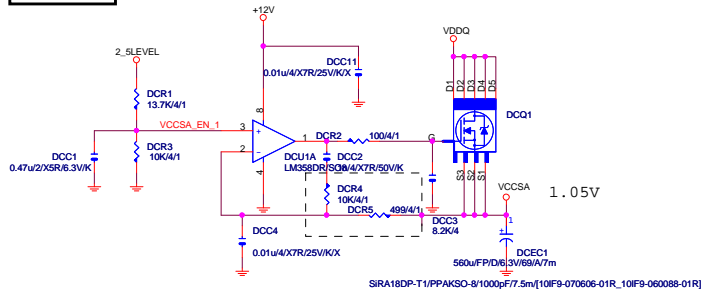 +12V
VDDQ
2_5LEVEL
DCC11
0.01u/4/X7R/25V/K/X
D1
D2
D3
D4
D5
DCR1
13.7K/4/1
8
DCQ1
VCCSA_EN_1
3
+
1
DCR2
100/4/1
G
2
DCR3
10K/4/1
DCC1
0.47u/2/X5R/6.3V/K
DCU1A
LM358DR/SO8
DCC2
/4/X7R/50V/K
4
S3
S2
S1
DCR4
10K/4/1
VCCSA
1.05V
DCR5
499/4/1
DCC3
8.2K/4
1
+
DCC4
0.01u/4/X7R/25V/K/X
DCEC1
560u/FP/D/6.3V/69/A/7m
SiRA18DP-T1/PPAKSO-8/1000pF/7.5m/[10IF9-070606-01R_10IF9-060088-01R]